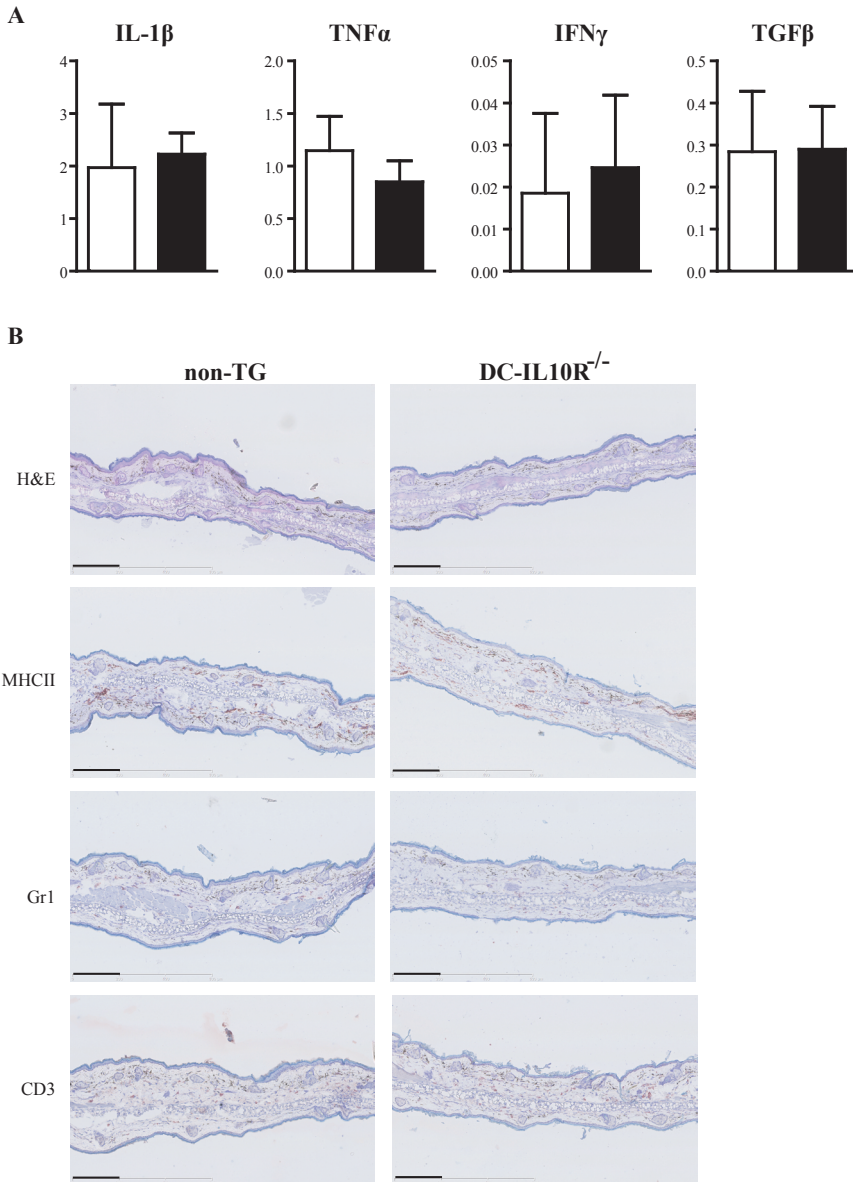 A
IL-1β TNFα IFNγ TGFβ
4 2.0 0.05 0.5
3 1.5 0.04 0.4
2 1.0 0.03 0.3
1 0.5 0.02 0.2
0 0.0 0.01 0.1
0.00 0.0
B
non-TG DC-IL10R-/-
H&E
MHCII
Gr1
CD3